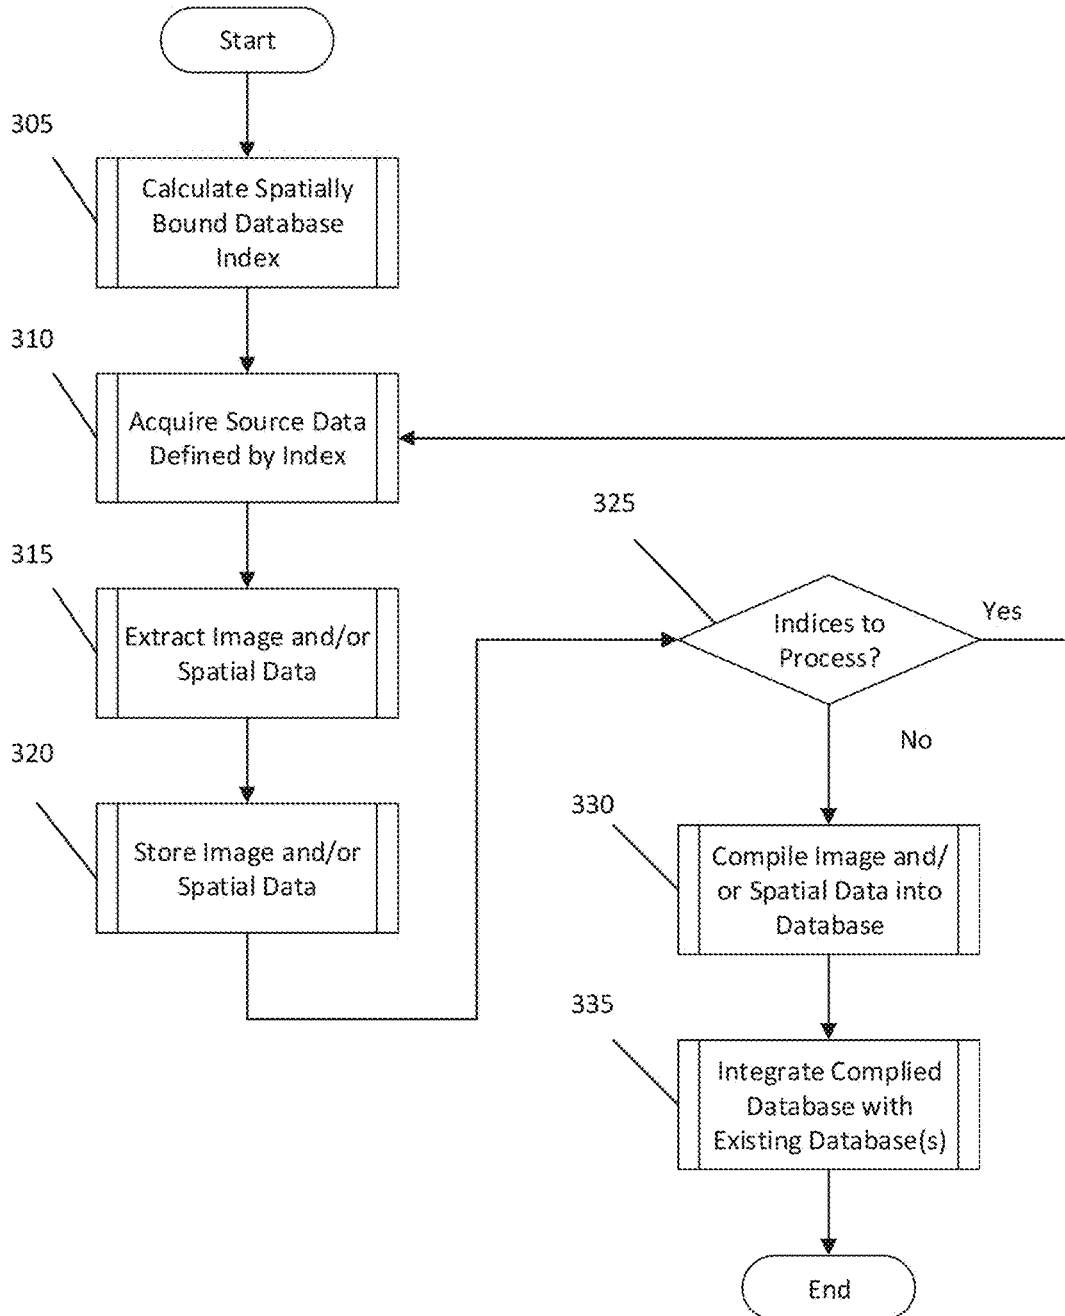 Start
305
Calculate Spatially
Bound Database
Index
310
Acquire Source Data
Defined by Index
315
Extract Image and/or
Spatial Data
320
Store Image and/or
Spatial Data
325
Indices to
Process?
Yes
No
330
Compile Image and/
or Spatial Data into
Database
335
Integrate Complied
Database with
Existing Database(s)
End